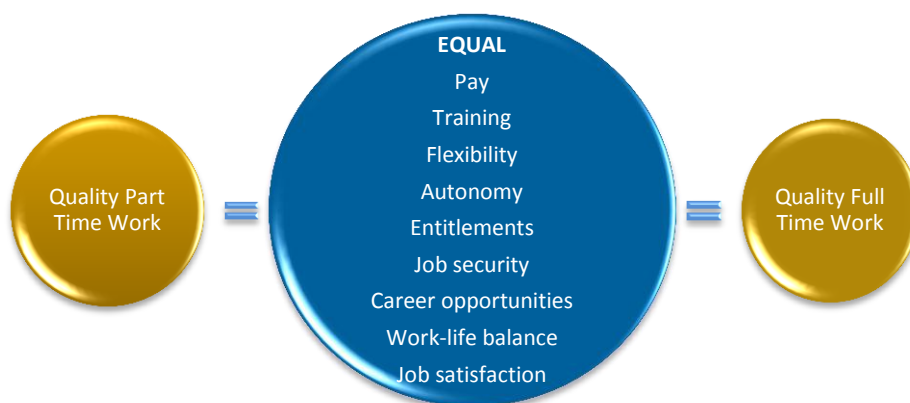 Quality Part
Time Work
EQUAL
Pay
Training
Flexibility
Autonomy
Entitlements
Job security
Career opportunities
Work-life balance
Job satisfaction
Quality Full
Time Work